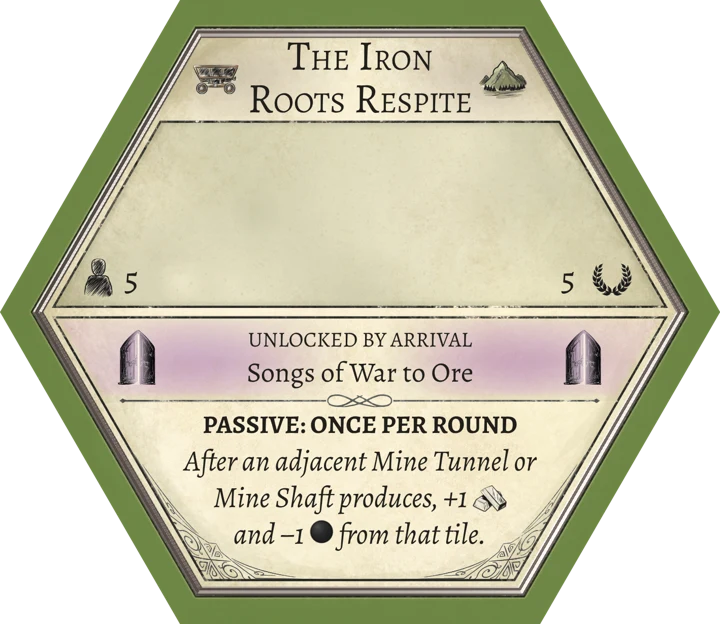 The Iron
Roots Respite
5
5
UNLOCKED BY ARRIVAL
Songs of War to Ore
PASSIVE: ONCE PER ROUND
After an adjacent Mine Tunnel or
Mine Shaft produces, +1
and –1 from that tile.